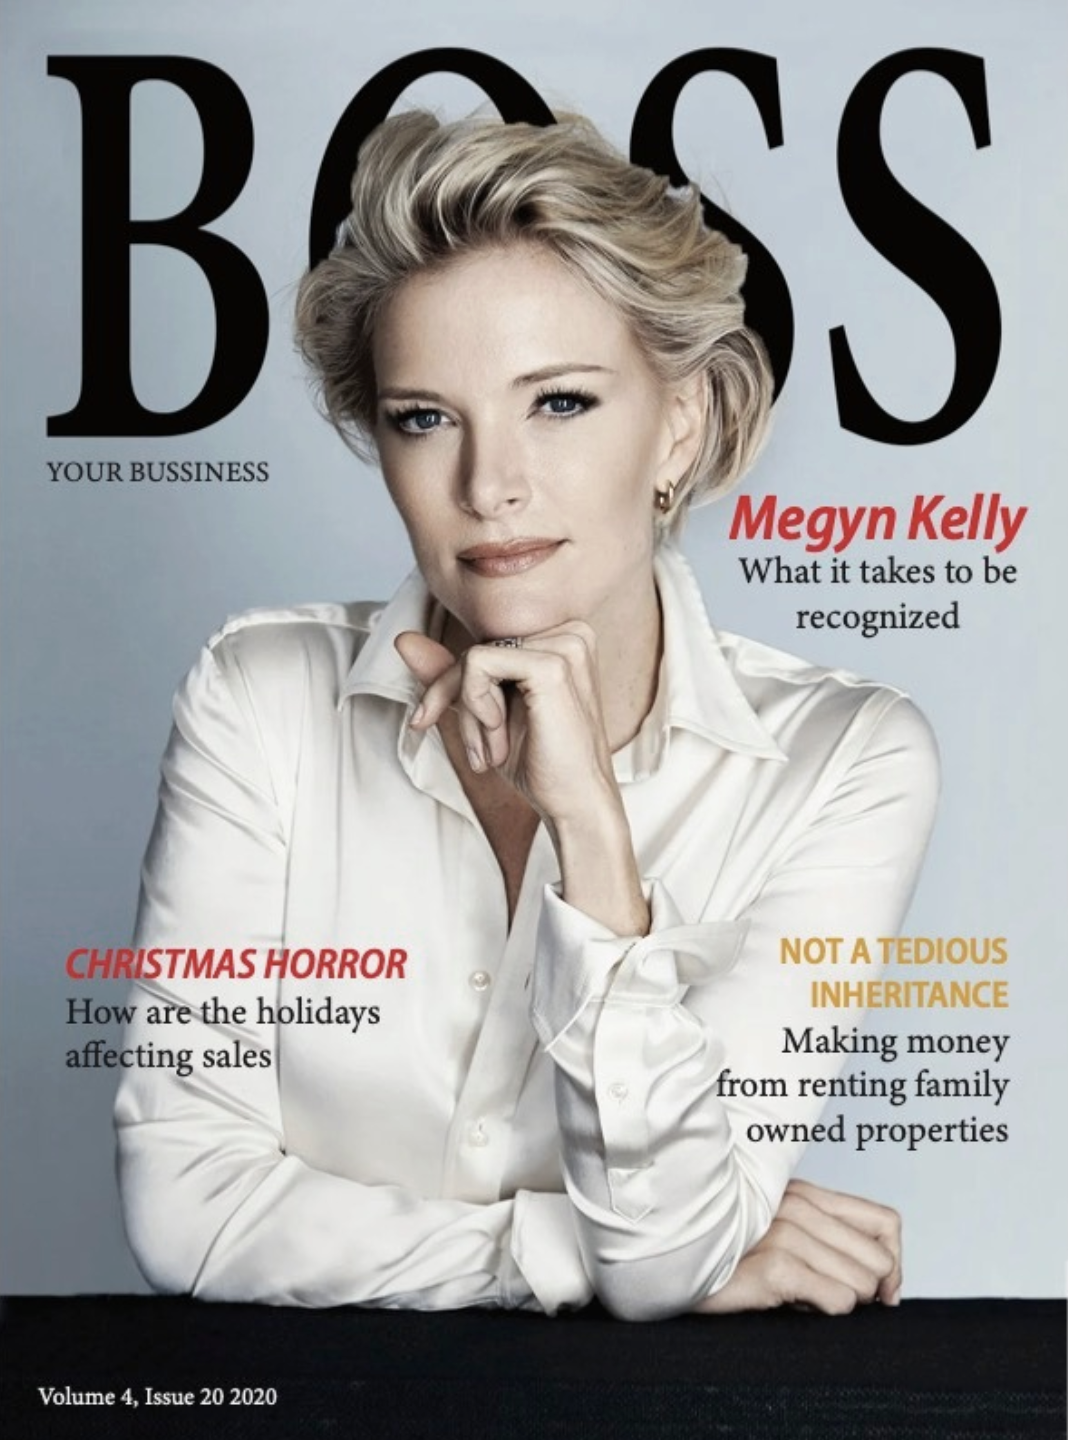 BOSS
YOUR BUSSINESS
Megyn Kelly
What it takes to be
recognized
CHRISTMAS HORROR
How are the holidays
affecting sales
NOT A TEDIOUS
INHERITANCE
Making money
from renting family
owned properties
Volume 4, Issue 20 2020